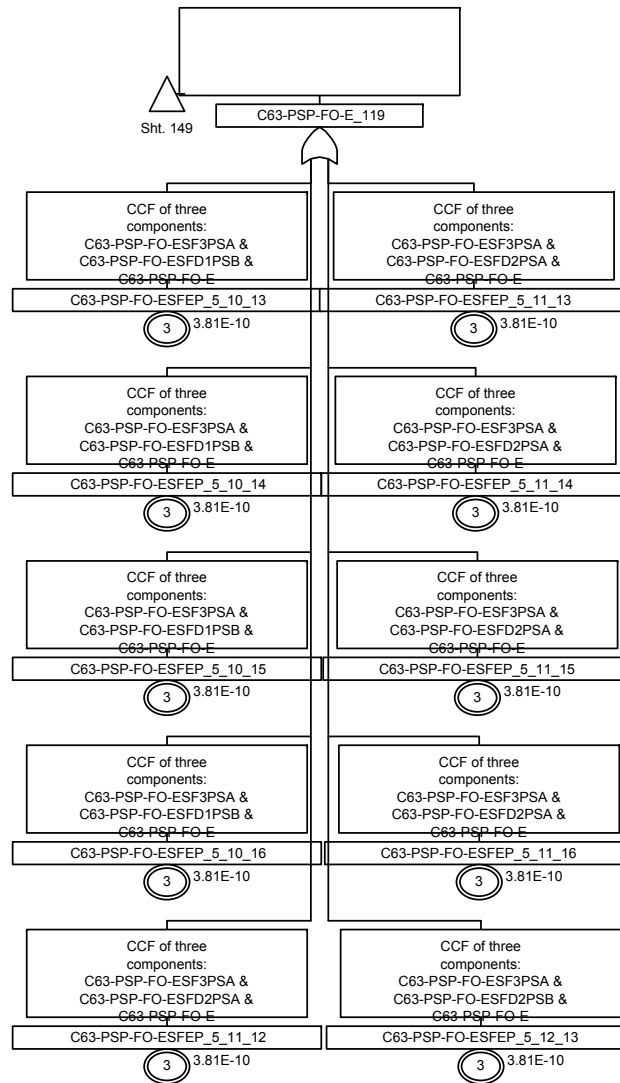 Sht. 149
C63-PSP-FO-E_119
CCF of three
components:
C63-PSP-FO-ESF3PSA &
C63-PSP-FO-ESFD1PSB &
C63-PSP-FO-E
C63-PSP-FO-ESFEP_5_10_13
3
3.81E-10
CCF of three
components:
C63-PSP-FO-ESF3PSA &
C63-PSP-FO-ESFD2PSA &
C63-PSP-FO-E
C63-PSP-FO-ESFEP_5_11_13
3
3.81E-10
CCF of three
components:
C63-PSP-FO-ESF3PSA &
C63-PSP-FO-ESFD1PSB &
C63-PSP-FO-E
C63-PSP-FO-ESFEP_5_10_14
3
3.81E-10
CCF of three
components:
C63-PSP-FO-ESF3PSA &
C63-PSP-FO-ESFD2PSA &
C63-PSP-FO-E
C63-PSP-FO-ESFEP_5_11_14
3
3.81E-10
CCF of three
components:
C63-PSP-FO-ESF3PSA &
C63-PSP-FO-ESFD1PSB &
C63-PSP-FO-E
C63-PSP-FO-ESFEP_5_10_15
3
3.81E-10
CCF of three
components:
C63-PSP-FO-ESF3PSA &
C63-PSP-FO-ESFD2PSA &
C63-PSP-FO-E
C63-PSP-FO-ESFEP_5_11_15
3
3.81E-10
CCF of three
components:
C63-PSP-FO-ESF3PSA &
C63-PSP-FO-ESFD1PSB &
C63-PSP-FO-E
C63-PSP-FO-ESFEP_5_10_16
3
3.81E-10
CCF of three
components:
C63-PSP-FO-ESF3PSA &
C63-PSP-FO-ESFD2PSA &
C63-PSP-FO-E
C63-PSP-FO-ESFEP_5_11_16
3
3.81E-10
CCF of three
components:
C63-PSP-FO-ESF3PSA &
C63-PSP-FO-ESFD2PSA &
C63-PSP-FO-E
C63-PSP-FO-ESFEP_5_11_12
3
3.81E-10
CCF of three
components:
C63-PSP-FO-ESF3PSA &
C63-PSP-FO-ESFD2PSB &
C63-PSP-FO-E
C63-PSP-FO-ESFEP_5_12_13
3
3.81E-10